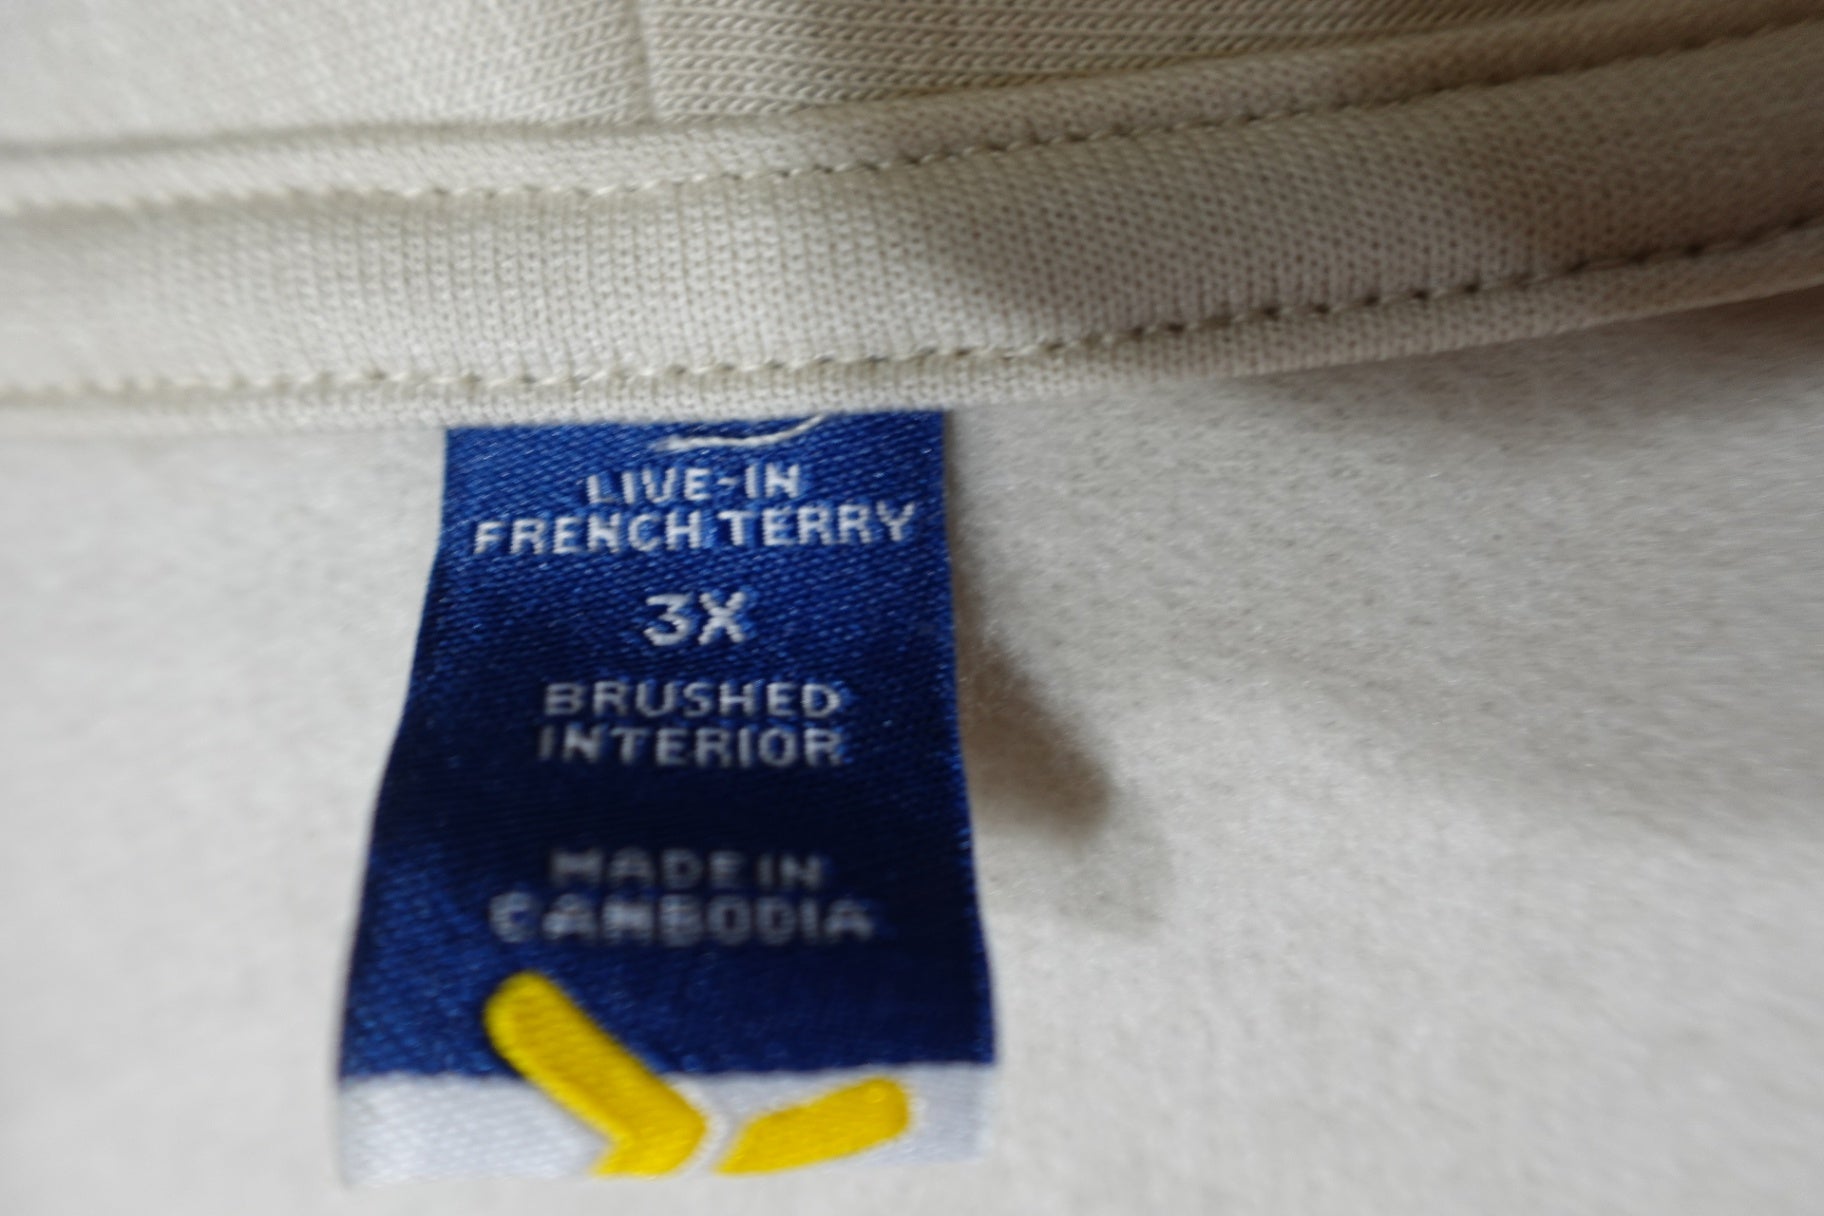 LIVE-IN
FRENCH TERRY
3X
BRUSHED
INTERIOR
MADE IN
CAMBODIA